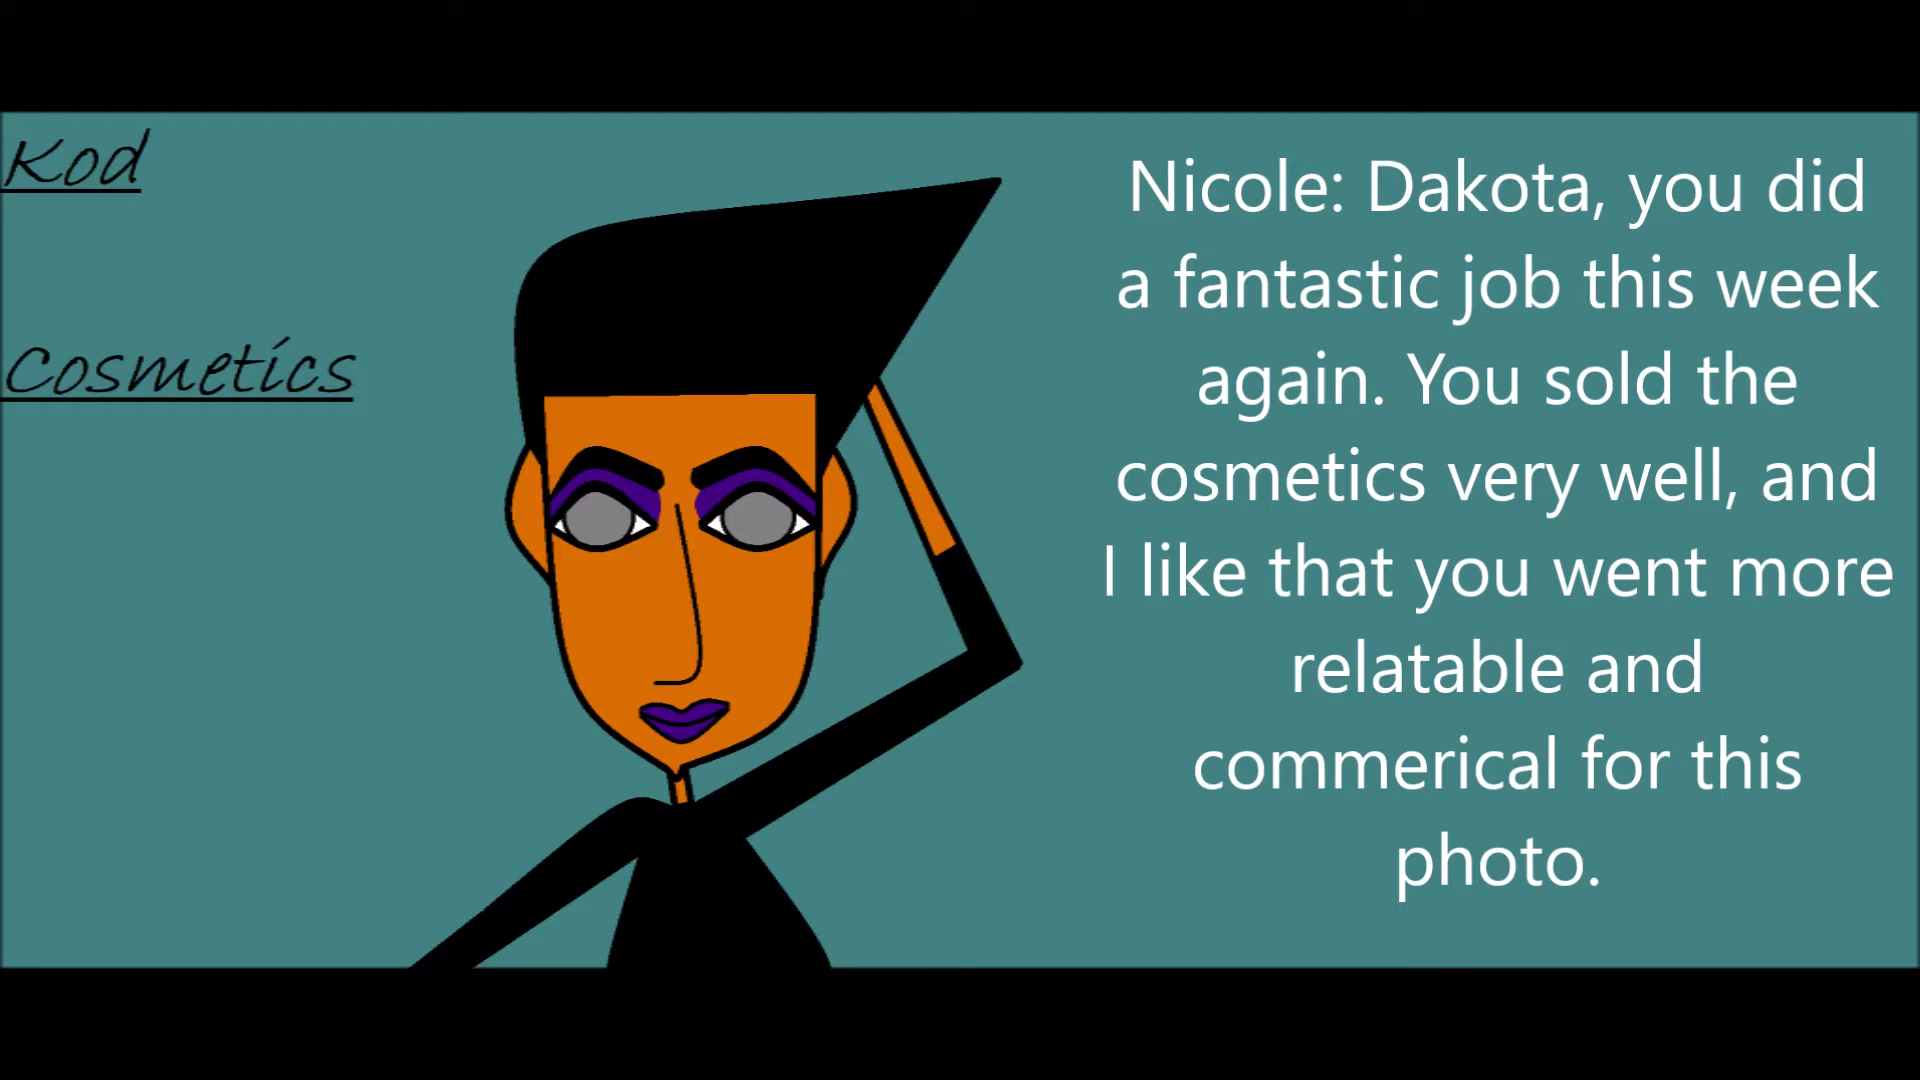 Kod
Cosmetics
Nicole: Dakota, you did
a fantastic job this week
again. You sold the
cosmetics very well, and
I like that you went more
relatable and
commerical for this
photo.